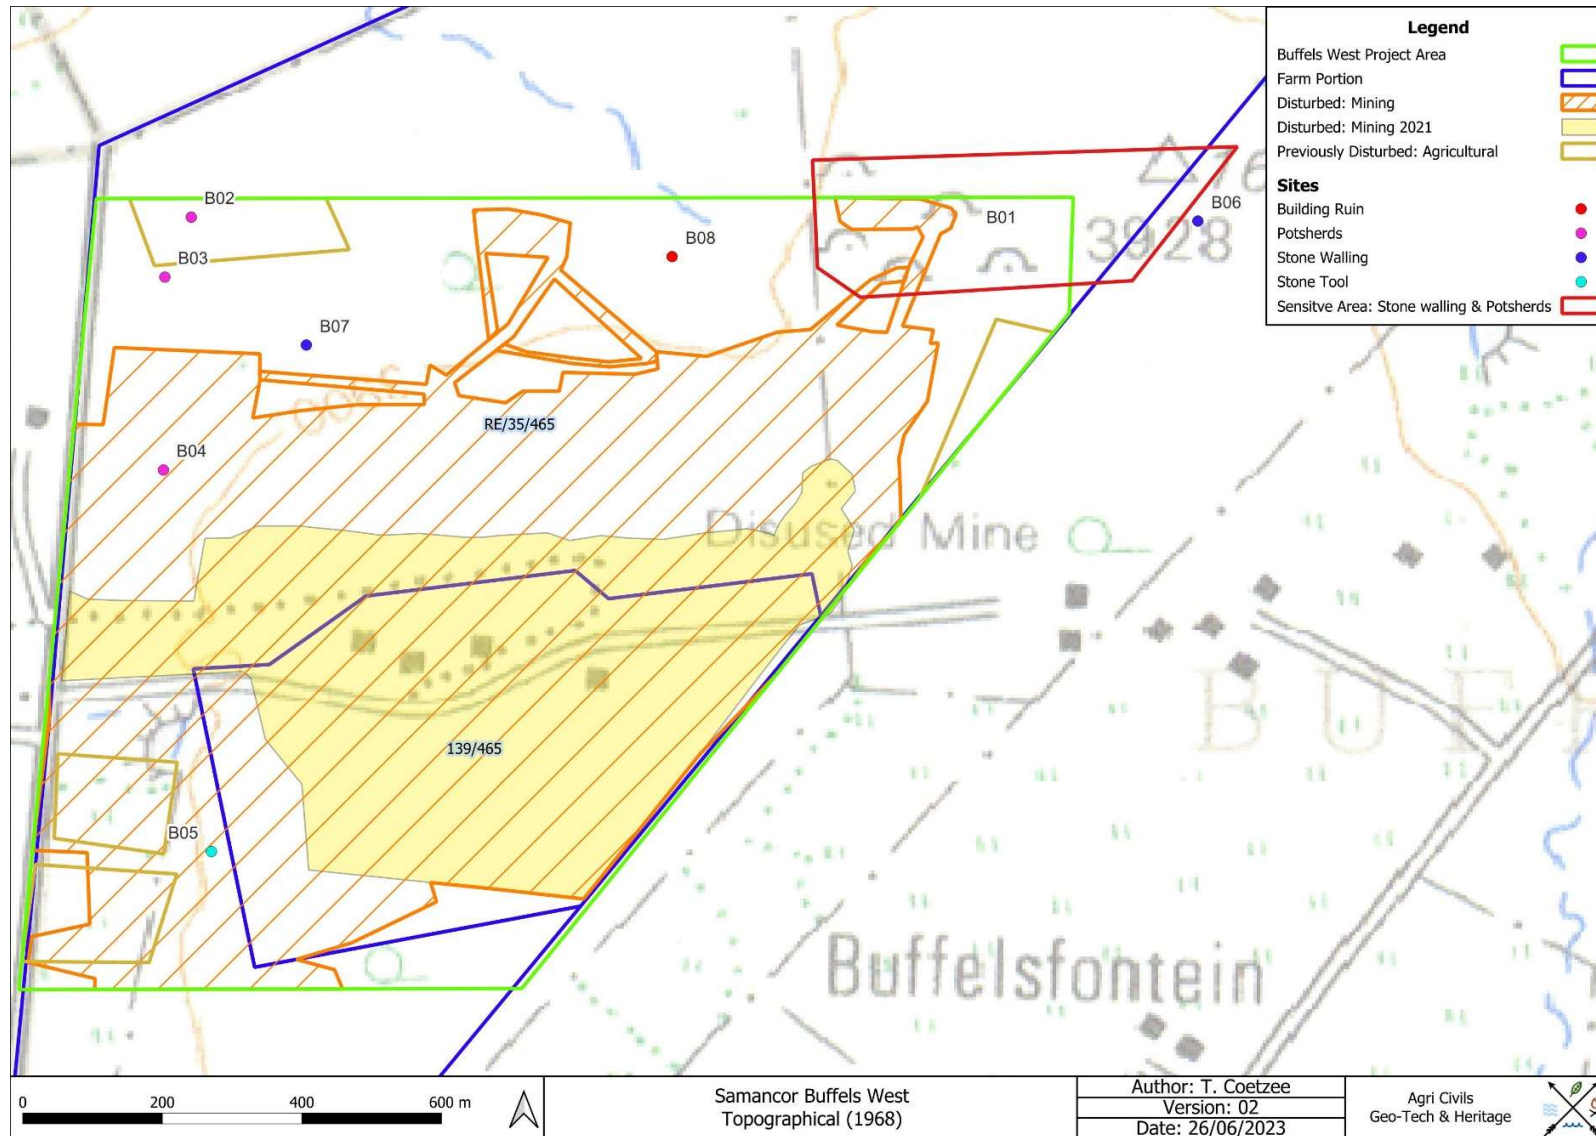 Legend
Buffels West Project Area
Farm Portion
Disturbed: Mining
Disturbed: Mining 2021
Previously Disturbed: Agricultural
Sites
Building Ruin
Potsherds
Stone Walling
Stone Tool
Sensitve Area: Stone walling & Potsherds
B02
B03
B07
B04
B08
B01
B06
3928
RE/35/465
Disused Mine
139/465
B05
Buffelsfontein
0 200 400 600 m
Samancor Buffels West
Topographical (1968)
Author: T. Coetzee
Version: 02
Date: 26/06/2023
Agri Civils
Geo-Tech & Heritage